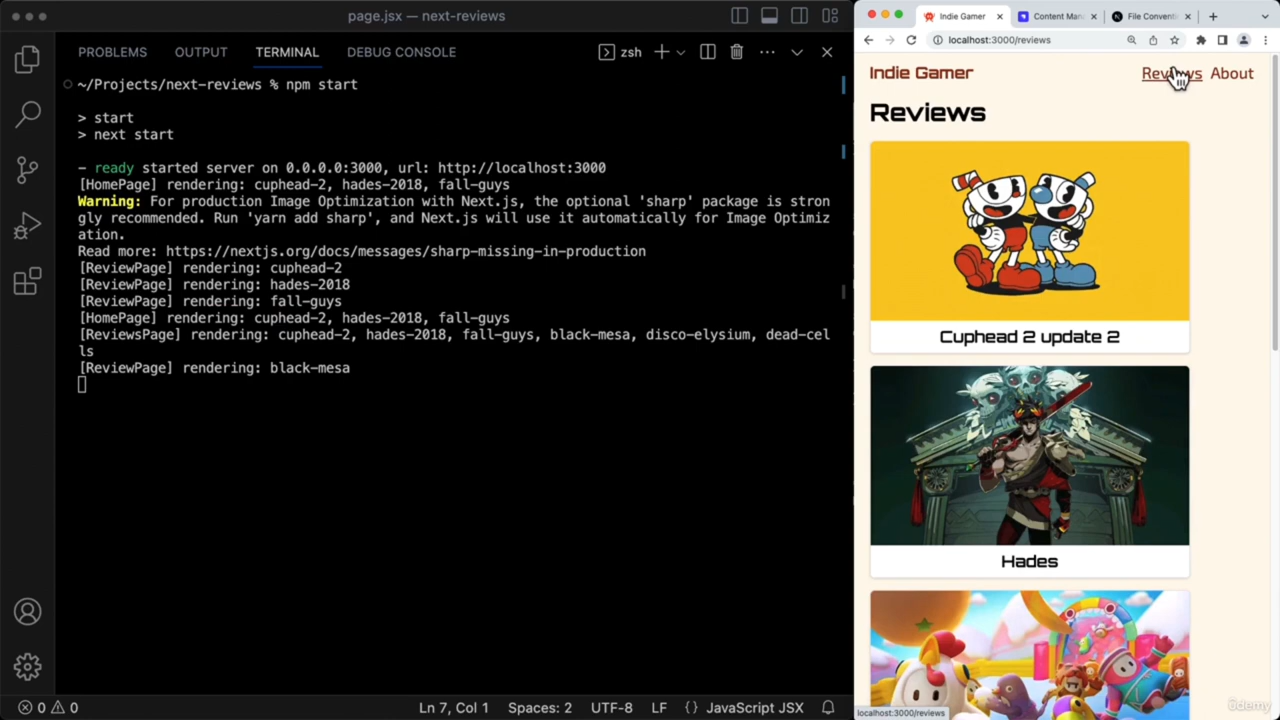 page.jsx — next-reviews
PROBLEMS OUTPUT TERMINAL DEBUG CONSOLE
zsh
~/Projects/next-reviews % npm start
> start
> next start
– ready started server on 0.0.0.0:3000, url: http://localhost:3000
[HomePage] rendering: cuphead-2, hades-2018, fall-guys
Warning: For production Image Optimization with Next.js, the optional 'sharp' package is stron
gly recommended. Run 'yarn add sharp', and Next.js will use it automatically for Image Optimiz
ation.
Read more: https://nextjs.org/docs/messages/sharp-missing-in-production
[ReviewPage] rendering: cuphead-2
[ReviewPage] rendering: hades-2018
[ReviewPage] rendering: fall-guys
[HomePage] rendering: cuphead-2, hades-2018, fall-guys
[ReviewsPage] rendering: cuphead-2, hades-2018, fall-guys, black-mesa, disco-elysium, dead-cel
ls
[ReviewPage] rendering: black-mesa
0 0
Ln 7, Col 1 Spaces: 2 UTF-8 LF {} JavaScript JSX
Indie Gamer Content Man File Conventi
localhost:3000/reviews
Indie Gamer Reviews About
Reviews
Cuphead 2 update 2
Hades
localhost:3000/reviews
ûdemy